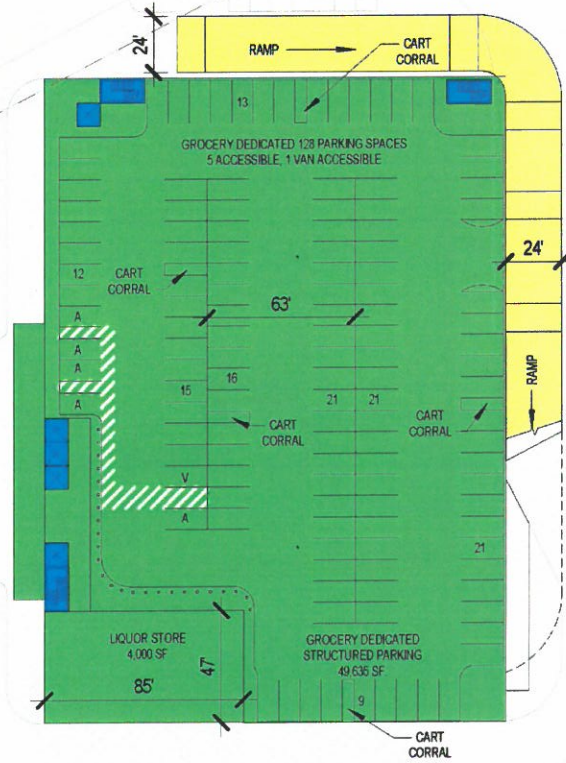 24'
RAMP
CART
CORRAL
13
GROCERY DEDICATED 128 PARKING SPACES
5 ACCESSIBLE, 1 VAN ACCESSIBLE
12
CART
CORRAL
24'
63'
A
A
A
A
RAMP
15
16
21
21
CART
CORRAL
CART
CORRAL
V
A
21
LIQUOR STORE
4,000 SF
47'
GROCERY DEDICATED
STRUCTURED PARKING
49,636 SF
85'
9
CART
CORRAL